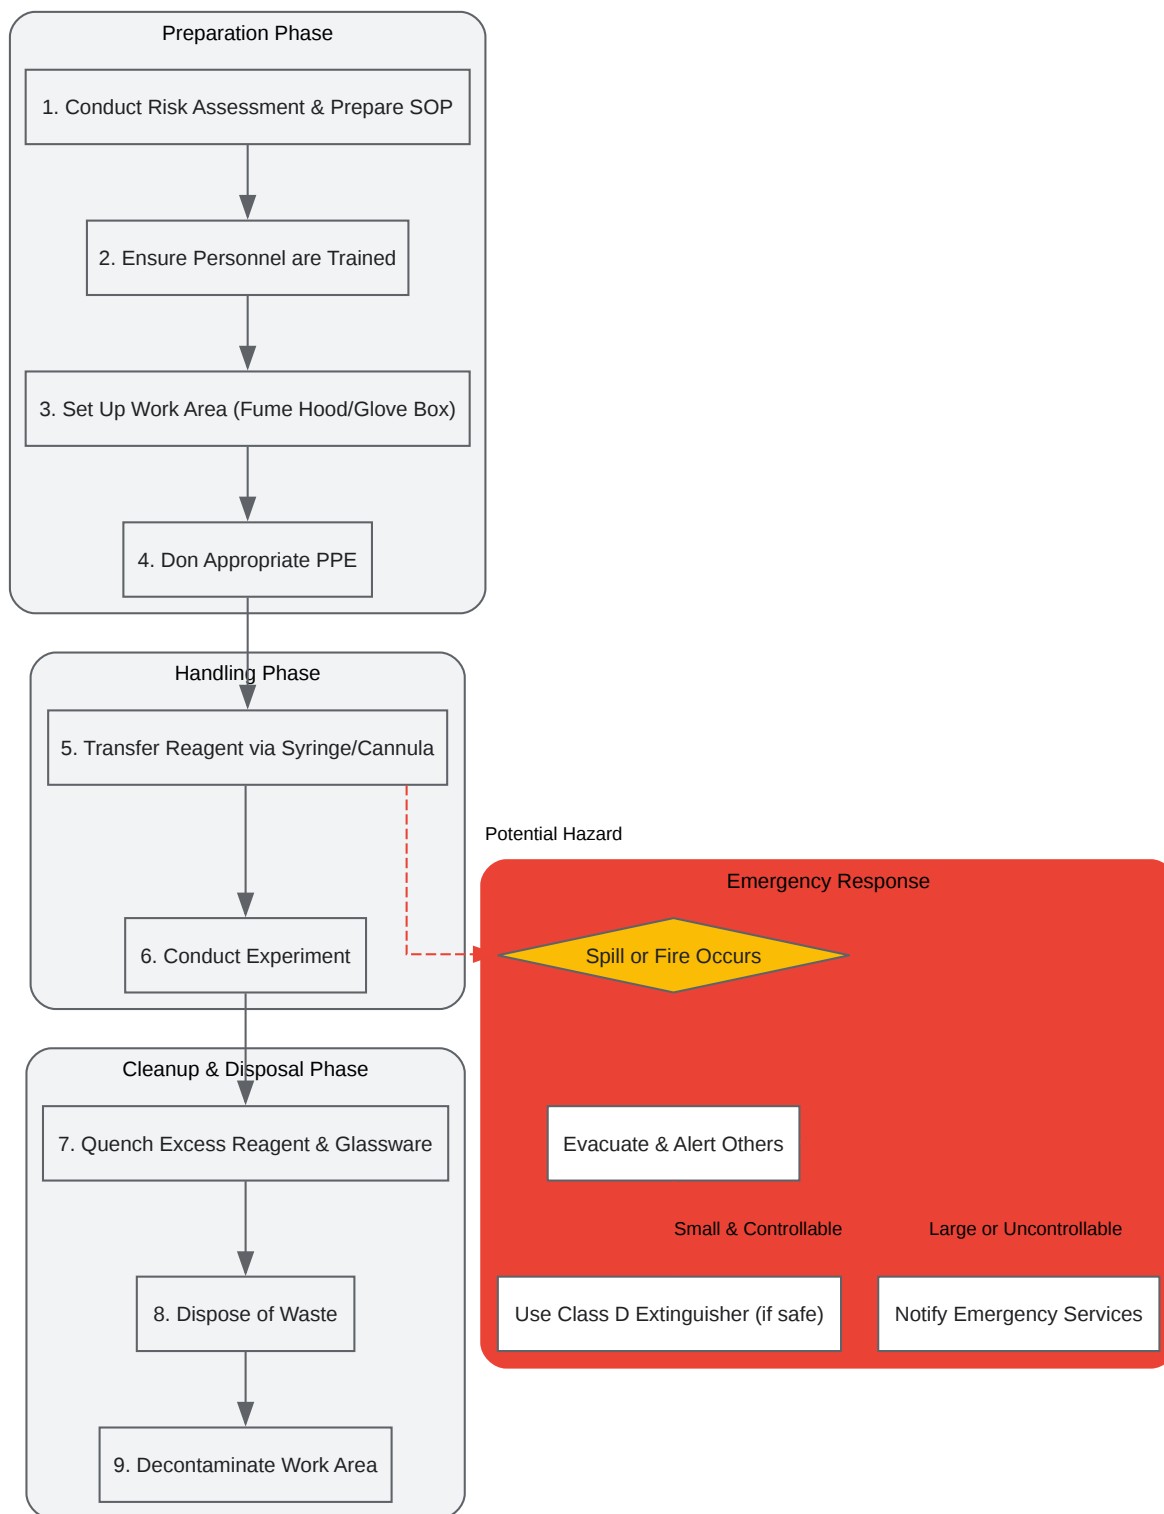 Preparation Phase
1. Conduct Risk Assessment & Prepare SOP
2. Ensure Personnel are Trained
3. Set Up Work Area (Fume Hood/Glove Box)
4. Don Appropriate PPE
Handling Phase
5. Transfer Reagent via Syringe/Cannula
Potential Hazard
Emergency Response
6. Conduct Experiment
Spill or Fire Occurs
Cleanup & Disposal Phase
7. Quench Excess Reagent & Glassware
Evacuate & Alert Others
Small & Controllable
Large or Uncontrollable
8. Dispose of Waste
Use Class D Extinguisher (if safe)
Notify Emergency Services
9. Decontaminate Work Area